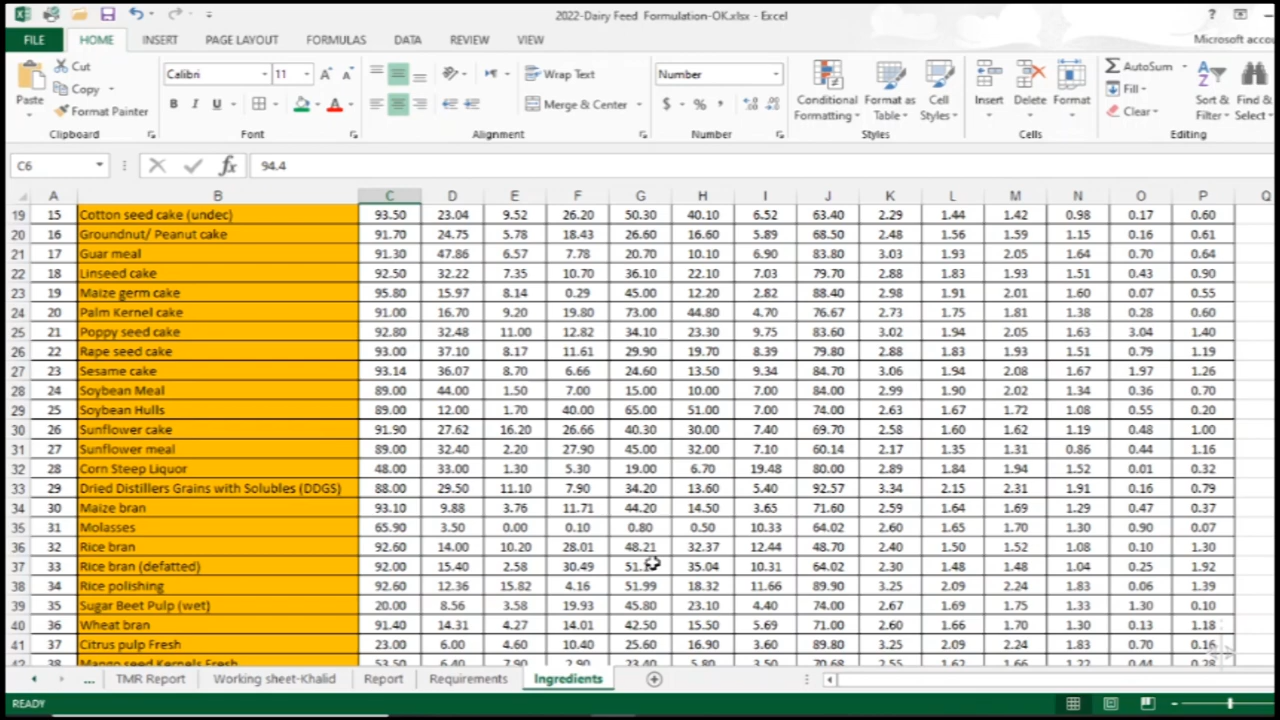 2022-Dairy Feed Formulation-OK.xlsx - Excel
FILE HOME INSERT PAGE LAYOUT FORMULAS DATA REVIEW VIEW Microsoft accou
Paste Cut Copy Format Painter Clipboard
Calibri 11 B I U Font
Wrap Text Merge & Center Alignment
Number $ % , Number
Conditional Formatting Format as Table Cell Styles Styles
Insert Delete Format Cells
AutoSum Fill Clear Sort & Filter Find & Select Editing
C6 fx 94.4
A B C D E F G H I J K L M N O P Q
19 15 Cotton seed cake (undec) 93.50 23.04 9.52 26.20 50.30 40.10 6.52 63.40 2.29 1.44 1.42 0.98 0.17 0.60
20 16 Groundnut/ Peanut cake 91.70 24.75 5.78 18.43 26.60 16.60 5.89 68.50 2.48 1.56 1.59 1.15 0.16 0.61
21 17 Guar meal 91.30 47.86 6.57 7.78 20.70 10.10 6.90 83.80 3.03 1.93 2.05 1.64 0.70 0.64
22 18 Linseed cake 92.50 32.22 7.35 10.70 36.10 22.10 7.03 79.70 2.88 1.83 1.93 1.51 0.43 0.90
23 19 Maize germ cake 95.80 15.97 8.14 0.29 45.00 12.20 2.82 88.40 2.98 1.91 2.01 1.60 0.07 0.55
24 20 Palm Kernel cake 91.00 16.70 9.20 19.80 73.00 44.80 4.70 76.67 2.73 1.75 1.81 1.38 0.28 0.60
25 21 Poppy seed cake 92.80 32.48 11.00 12.82 34.10 23.30 9.75 83.60 3.02 1.94 2.05 1.63 3.04 1.40
26 22 Rape seed cake 93.00 37.10 8.17 11.61 29.90 19.70 8.39 79.80 2.88 1.83 1.93 1.51 0.79 1.19
27 23 Sesame cake 93.14 36.07 8.70 6.66 24.60 13.50 9.34 84.70 3.06 1.94 2.08 1.67 1.97 1.26
28 24 Soybean Meal 89.00 44.00 1.50 7.00 15.00 10.00 7.00 84.00 2.99 1.90 2.02 1.34 0.36 0.70
29 25 Soybean Hulls 89.00 12.00 1.70 40.00 65.00 51.00 7.00 74.00 2.63 1.67 1.72 1.08 0.55 0.20
30 26 Sunflower cake 91.90 27.62 16.20 26.66 40.30 30.00 7.40 69.70 2.58 1.60 1.62 1.19 0.48 1.00
31 27 Sunflower meal 89.00 32.40 2.20 27.90 45.00 32.00 7.10 60.14 2.17 1.35 1.31 0.86 0.44 1.16
32 28 Corn Steep Liquor 48.00 33.00 1.30 5.30 19.00 6.70 19.48 80.00 2.89 1.84 1.94 1.52 0.01 0.32
33 29 Dried Distillers Grains with Solubles (DDGS) 88.00 29.50 11.10 7.90 34.20 13.60 5.40 92.57 3.34 2.15 2.31 1.91 0.16 0.79
34 30 Maize bran 93.10 9.88 3.76 11.71 44.20 14.50 3.65 71.60 2.59 1.64 1.69 1.29 0.47 0.37
35 31 Molasses 65.90 3.50 0.00 0.10 0.80 0.50 10.33 64.02 2.60 1.65 1.70 1.30 0.90 0.07
36 32 Rice bran 92.60 14.00 10.20 28.01 48.21 32.37 12.44 48.70 2.40 1.50 1.52 1.08 0.10 1.30
37 33 Rice bran (defatted) 92.00 15.40 2.58 30.49 35.04 10.31 64.02 2.30 1.48 1.48 1.04 0.25 1.92
38 34 Rice polishing 92.60 12.36 15.82 4.16 51.99 18.32 11.66 89.90 3.25 2.09 2.24 1.83 0.06 1.39
39 35 Sugar Beet Pulp (wet) 20.00 8.56 3.58 19.93 45.80 23.10 4.40 74.00 2.67 1.69 1.75 1.33 1.30 0.10
40 36 Wheat bran 91.40 14.31 4.27 14.01 42.50 15.50 5.69 71.00 2.60 1.66 1.70 1.30 0.13 1.18
41 37 Citrus pulp Fresh 23.00 6.00 4.60 10.40 25.60 16.90 3.60 89.80 3.25 2.09 2.24 1.83 0.70 0.16
42 38 Mango seed Kernels Fresh 53.50 6.40 7.90 2.90 23.40 5.80 3.50 70.68 2.55 1.62 1.66 1.22 0.44 0.28
... TMR Report Working sheet-Khalid Report Requirements Ingredients
READY